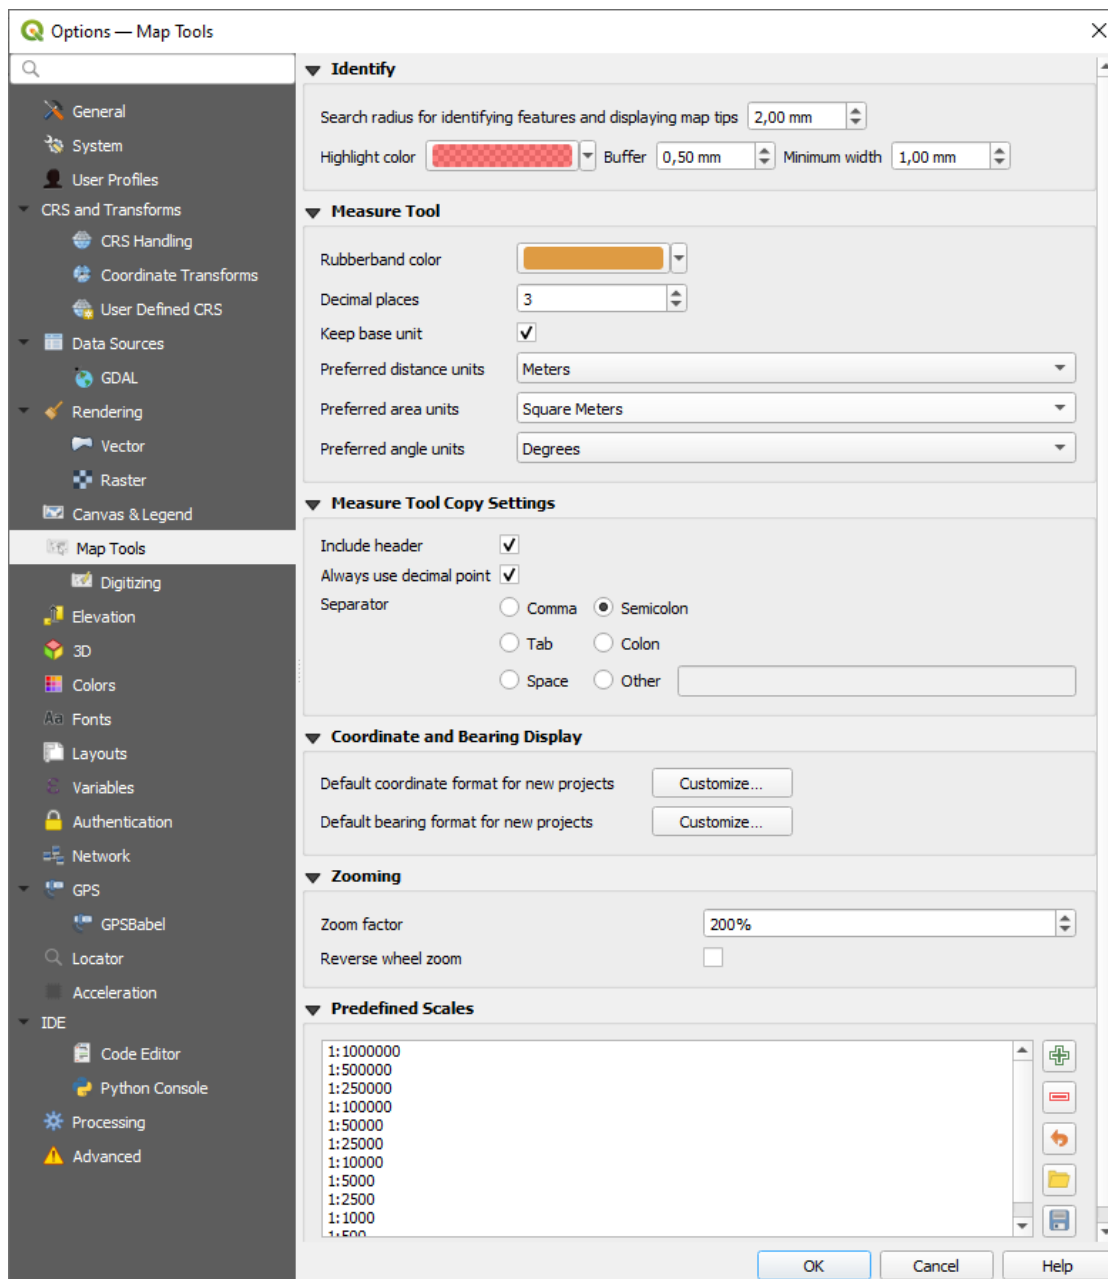 Options — Map Tools
General
System
User Profiles
CRS and Transforms
CRS Handling
Coordinate Transforms
User Defined CRS
Data Sources
GDAL
Rendering
Vector
Raster
Canvas & Legend
Map Tools
Digitizing
Elevation
3D
Colors
Aa Fonts
Layouts
ε Variables
Authentication
Network
GPS
GPSBabel
Locator
Acceleration
IDE
Code Editor
Python Console
Processing
Advanced
Identify
Search radius for identifying features and displaying map tips 2,00 mm
Highlight color Buffer 0,50 mm Minimum width 1,00 mm
Measure Tool
Rubberband color
Decimal places 3
Keep base unit
Preferred distance units Meters
Preferred area units Square Meters
Preferred angle units Degrees
Measure Tool Copy Settings
Include header
Always use decimal point
Separator Comma Semicolon
Tab Colon
Space Other
Coordinate and Bearing Display
Default coordinate format for new projects Customize...
Default bearing format for new projects Customize...
Zooming
Zoom factor 200%
Reverse wheel zoom
Predefined Scales
1:1000000
1:500000
1:250000
1:100000
1:50000
1:25000
1:10000
1:5000
1:2500
1:1000
1:500
OK Cancel Help